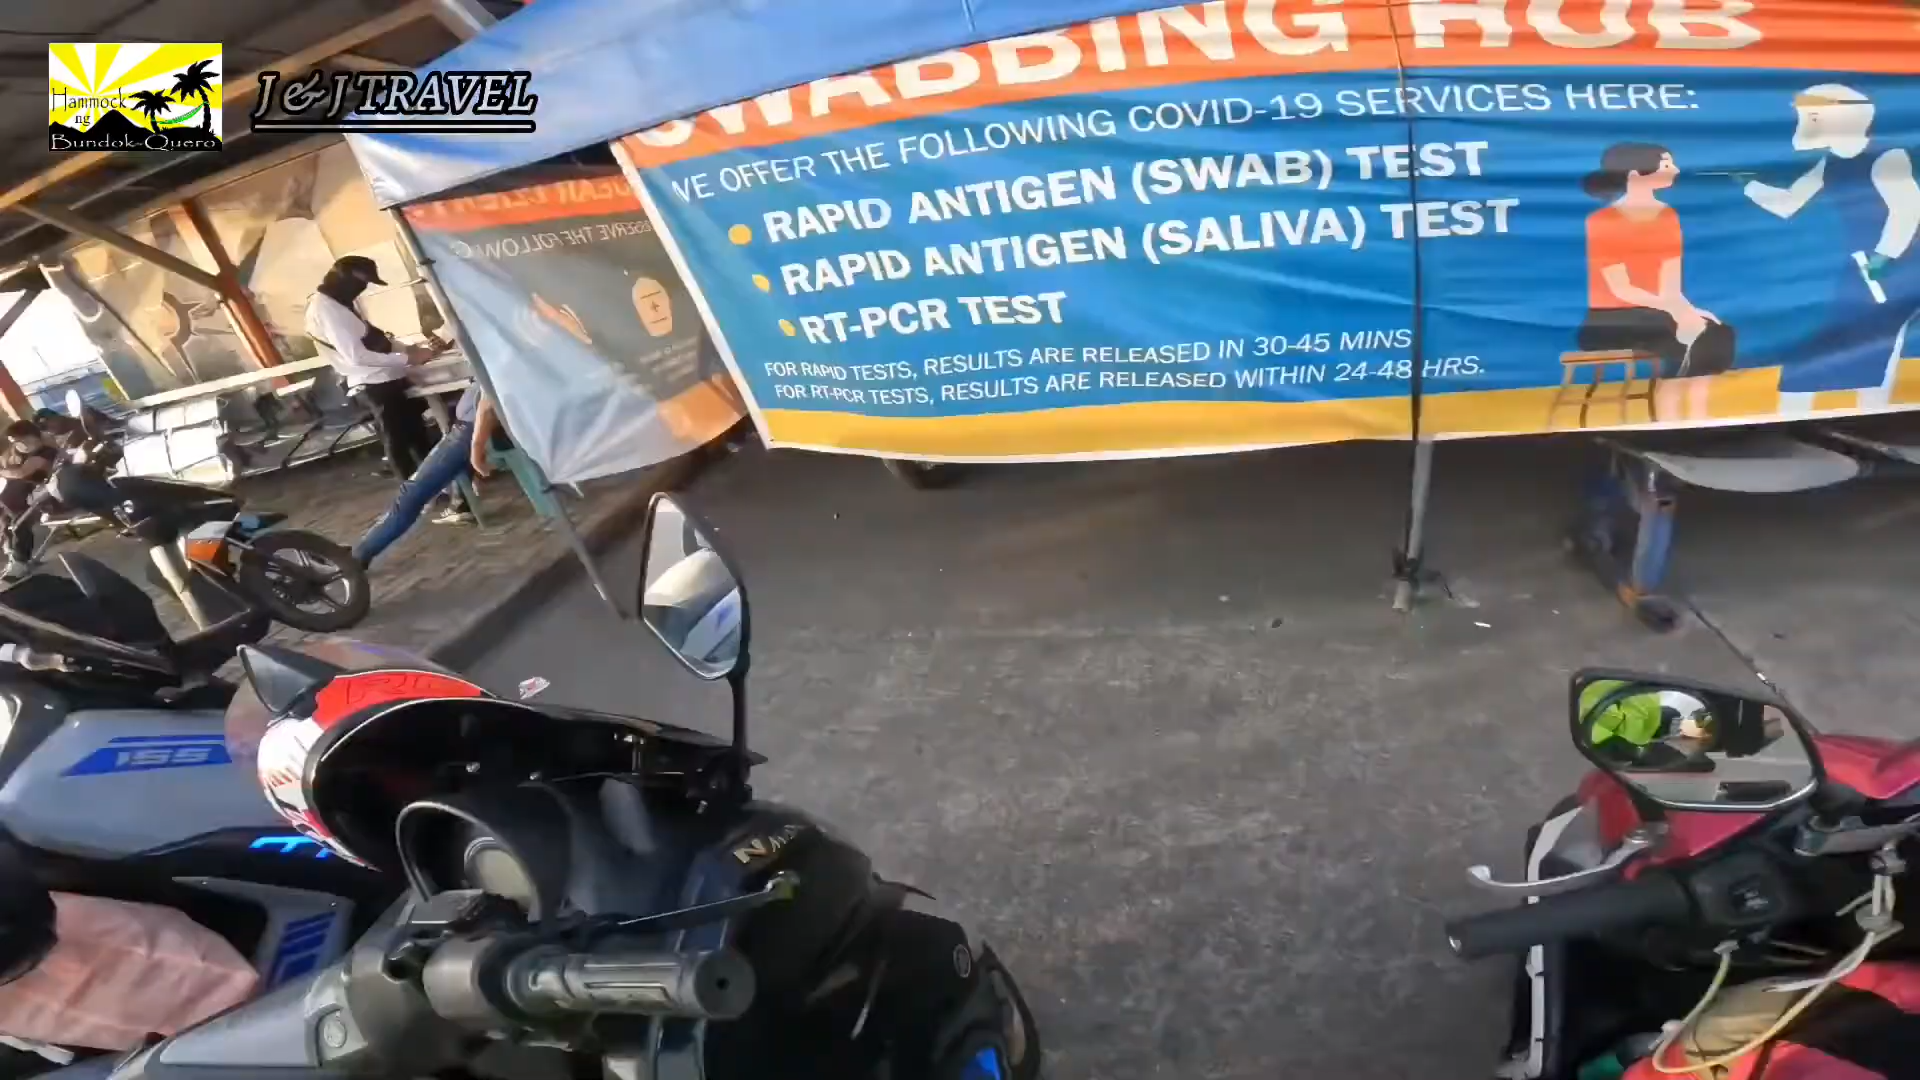 Hammock
ng
Bundok-Quero
J & J TRAVEL
SWABBING HUB
WE OFFER THE FOLLOWING COVID-19 SERVICES HERE:
RAPID ANTIGEN (SWAB) TEST
RAPID ANTIGEN (SALIVA) TEST
RT-PCR TEST
FOR RAPID TESTS, RESULTS ARE RELEASED IN 30-45 MINS
FOR RT-PCR TESTS, RESULTS ARE RELEASED WITHIN 24-48 HRS.
THE FOLLOW
155